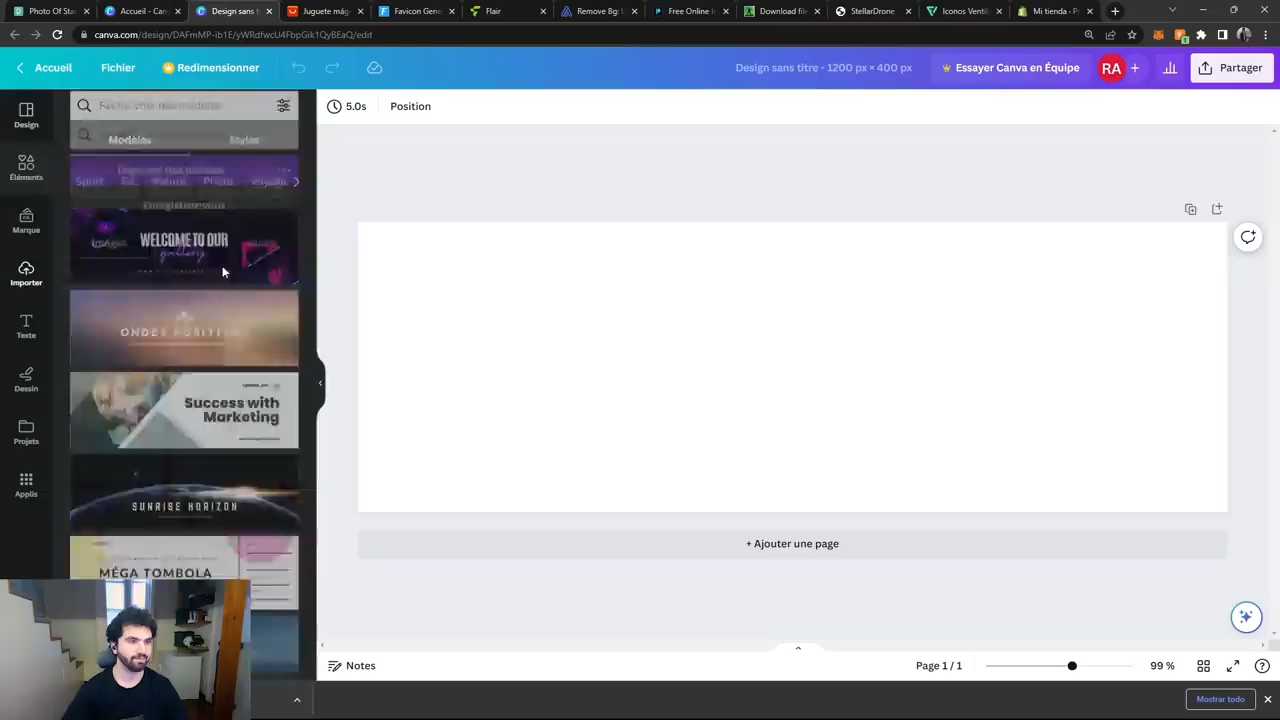 Photo Of Sta
Accueil - Can
Design sans t
Juguete mág
Favicon Gene
Flair
Remove Bg: U
Free Online I
Download file
StellarDrone
Iconos Ventil
Mi tienda - Pr
canva.com/design/DAFmMP-ib1E/yWRdfwcU4FbpGik1QyBEaQ/edit
Accueil
Fichier
Redimensionner
Design sans titre - 1200 px × 400 px
Essayer Canva en Équipe
RA
Partager
Design
Éléments
Marque
Importer
Texte
Dessin
Projets
Applis
Modèles
Styles
Sport
WELCOME TO OUR
Success with
Marketing
SUNRISE HORIZON
MÉGA TOMBOLA
5.0s
Position
+ Ajouter une page
Notes
Page 1 / 1
99 %
Mostrar todo